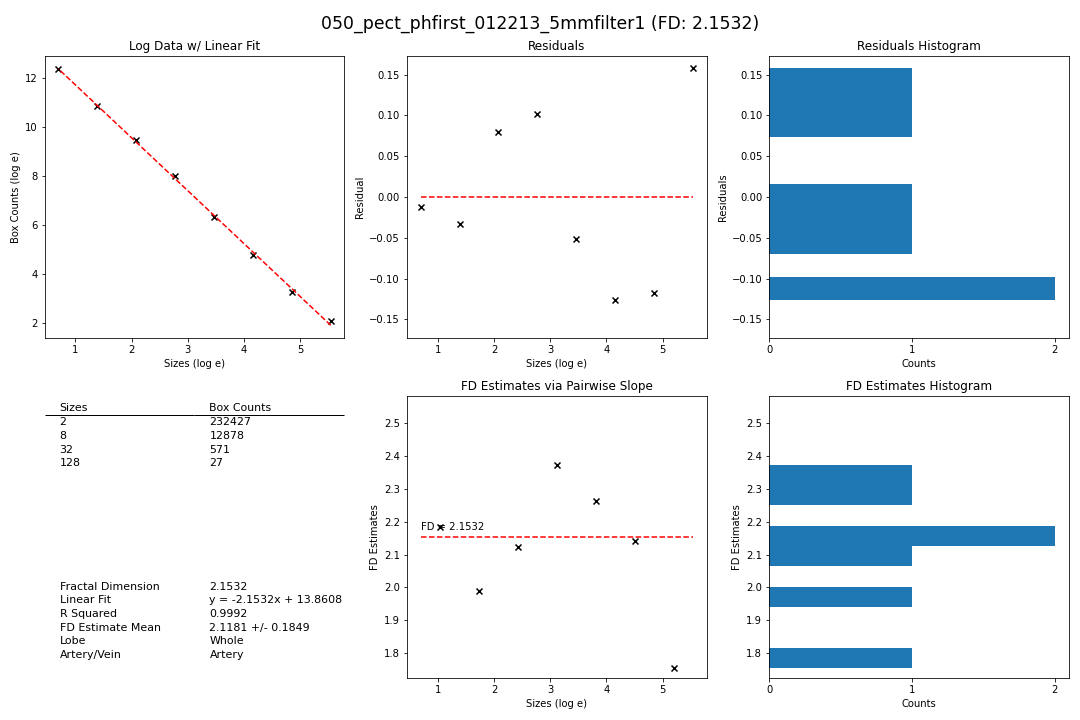 050_pect_phfirst_012213_5mmfilter1 (FD: 2.1532)
Log Data w/ Linear Fit
Box Counts (log e)
12
10
8
6
4
2
1 2 3 4 5
Sizes (log e)
Residuals
Residual
0.15
0.10
0.05
0.00
−0.05
−0.10
−0.15
1 2 3 4 5
Sizes (log e)
Residuals Histogram
Residuals
0.15
0.10
0.05
0.00
−0.05
−0.10
−0.15
0 1 2
Counts
Sizes Box Counts
2 232427
8 12878
32 571
128 27
Fractal Dimension 2.1532
Linear Fit y = -2.1532x + 13.8608
R Squared 0.9992
FD Estimate Mean 2.1181 +/- 0.1849
Lobe Whole
Artery/Vein Artery
FD Estimates via Pairwise Slope
FD Estimates
2.5
2.4
2.3
2.2
2.1
2.0
1.9
1.8
FD = 2.1532
1 2 3 4 5
Sizes (log e)
FD Estimates Histogram
FD Estimates
2.5
2.4
2.3
2.2
2.1
2.0
1.9
1.8
0 1 2
Counts